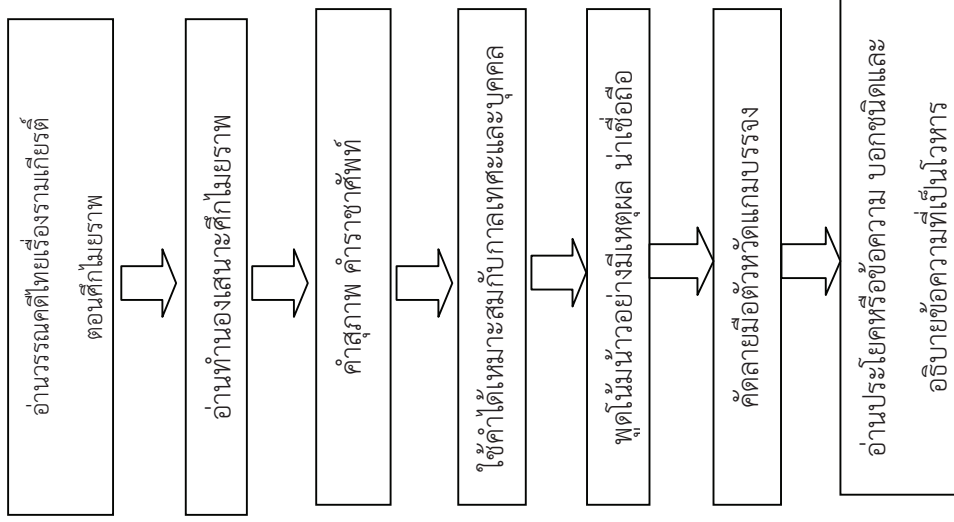 อ่านวรรณคดีไทยเรื่องรามเกียรติ์
ตอนศึกไมยราพ
อ่านทำนองเสนาะศึกไมยราพ
คำสุภาพ คำราชาศัพท์
ใช้คำได้เหมาะสมกับกาลเทศะและบุคคล
พูดโน้มน้าวอย่างมีเหตุผล น่าเชื่อถือ
คัดลายมือตัวหวัดแกมบรรจง
อ่านประโยคหรือข้อความ บอกชนิดและ
อธิบายข้อความที่เป็นโวหาร